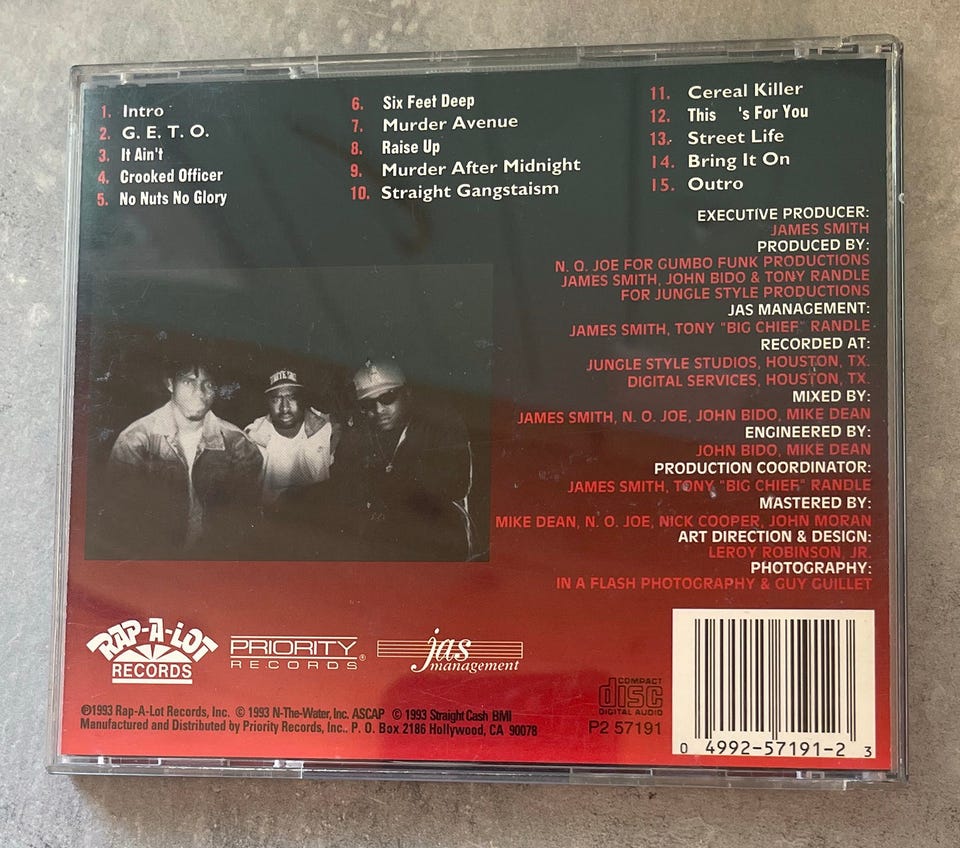 1. Intro
2. G. E. T. O.
3. It Ain't
4. Crooked Officer
5. No Nuts No Glory
6. Six Feet Deep
7. Murder Avenue
8. Raise Up
9. Murder After Midnight
10. Straight Gangstaism
11. Cereal Killer
12. This 's For You
13. Street Life
14. Bring It On
15. Outro
EXECUTIVE PRODUCER:
JAMES SMITH
PRODUCED BY:
N. O. JOE FOR GUMBO FUNK PRODUCTIONS
JAMES SMITH, JOHN BIDO & TONY RANDLE
FOR JUNGLE STYLE PRODUCTIONS
JAS MANAGEMENT:
JAMES SMITH, TONY "BIG CHIEF" RANDLE
RECORDED AT:
JUNGLE STYLE STUDIOS, HOUSTON, TX.
DIGITAL SERVICES, HOUSTON, TX.
MIXED BY:
JAMES SMITH, N. O. JOE, JOHN BIDO, MIKE DEAN
ENGINEERED BY:
JOHN BIDO, MIKE DEAN
PRODUCTION COORDINATOR:
JAMES SMITH, TONY "BIG CHIEF" RANDLE
MASTERED BY:
MIKE DEAN, N. O. JOE, NICK COOPER, JOHN MORAN
ART DIRECTION & DESIGN:
LEROY ROBINSON, JR.
PHOTOGRAPHY:
IN A FLASH PHOTOGRAPHY & GUY GUILLET
RAP-A-LOT
RECORDS
PRIORITY
RECORDS®
jas
management
COMPACT
disc
DIGITAL AUDIO
P2 57191
℗1993 Rap-A-Lot Records, Inc. © 1993 N-The-Water, Inc. ASCAP © 1993 Straight Cash BMI
Manufactured and Distributed by Priority Records, Inc.. P. O. Box 2186 Hollywood, CA 90078
0 4992-57191-2 3